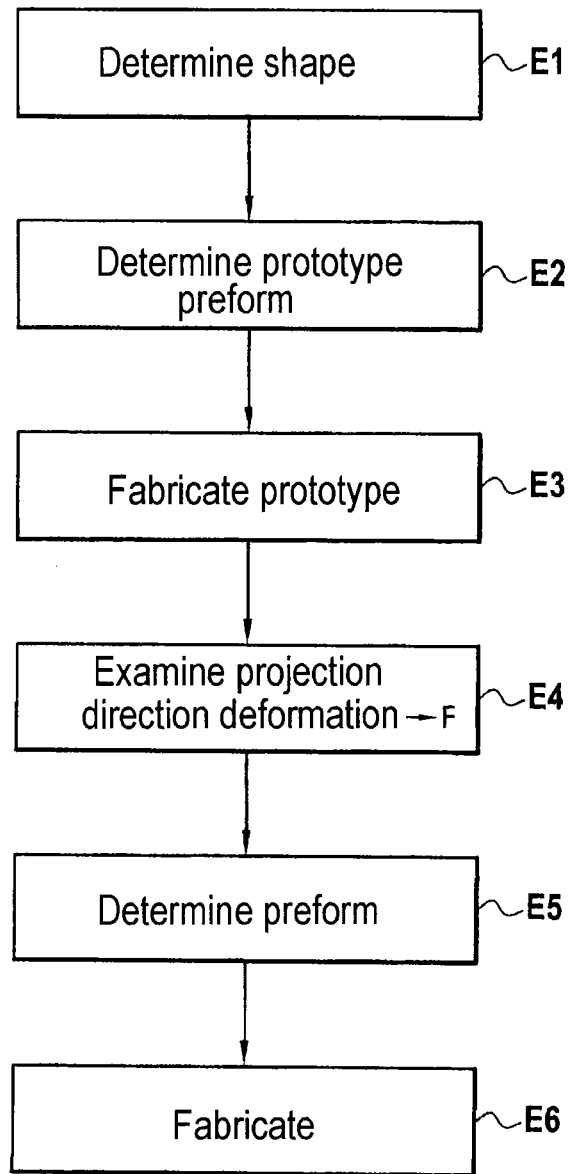 Determine shape
E1
Determine prototype
preform
E2
Fabricate prototype
E3
Examine projection
direction deformation → F
E4
Determine preform
E5
Fabricate
E6